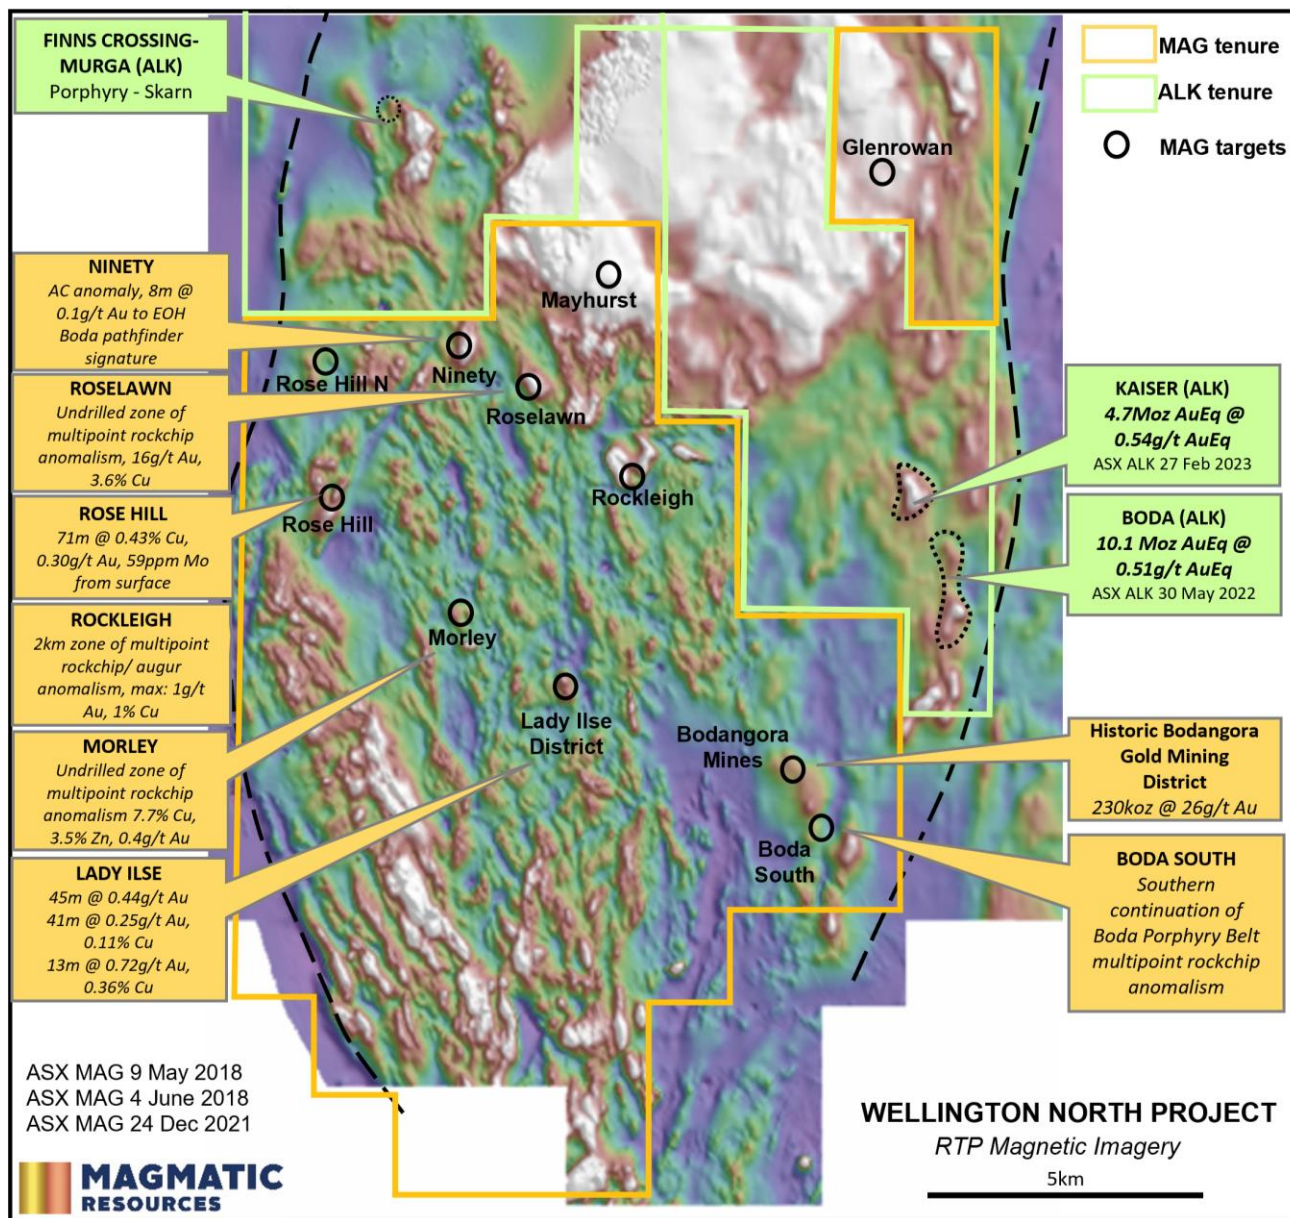 FINNS CROSSING-
MURGA (ALK)
Porphyry - Skarn
MAG tenure
ALK tenure
MAG targets
Glenrowan
Mayhurst
NINETY
AC anomaly, 8m @
0.1g/t Au to EOH
Boda pathfinder
signature
Rose Hill N
Ninety
Roselawn
ROSELAWN
Undrilled zone of
multipoint rockchip
anomalism, 16g/t Au,
3.6% Cu
KAISER (ALK)
4.7Moz AuEq @
0.54g/t AuEq
ASX ALK 27 Feb 2023
Rockleigh
Rose Hill
ROSE HILL
71m @ 0.43% Cu,
0.30g/t Au, 59ppm Mo
from surface
BODA (ALK)
10.1 Moz AuEq @
0.51g/t AuEq
ASX ALK 30 May 2022
ROCKLEIGH
2km zone of multipoint
rockchip/ augur
anomalism, max: 1g/t
Au, 1% Cu
Morley
Lady Ilse
District
Bodangora
Mines
MORLEY
Undrilled zone of
multipoint rockchip
anomalism 7.7% Cu,
3.5% Zn, 0.4g/t Au
Historic Bodangora
Gold Mining
District
230koz @ 26g/t Au
Boda
South
LADY ILSE
45m @ 0.44g/t Au
41m @ 0.25g/t Au,
0.11% Cu
13m @ 0.72g/t Au,
0.36% Cu
BODA SOUTH
Southern
continuation of
Boda Porphyry Belt
multipoint rockchip
anomalism
ASX MAG 9 May 2018
ASX MAG 4 June 2018
ASX MAG 24 Dec 2021
MAGMATIC
RESOURCES
WELLINGTON NORTH PROJECT
RTP Magnetic Imagery
5km